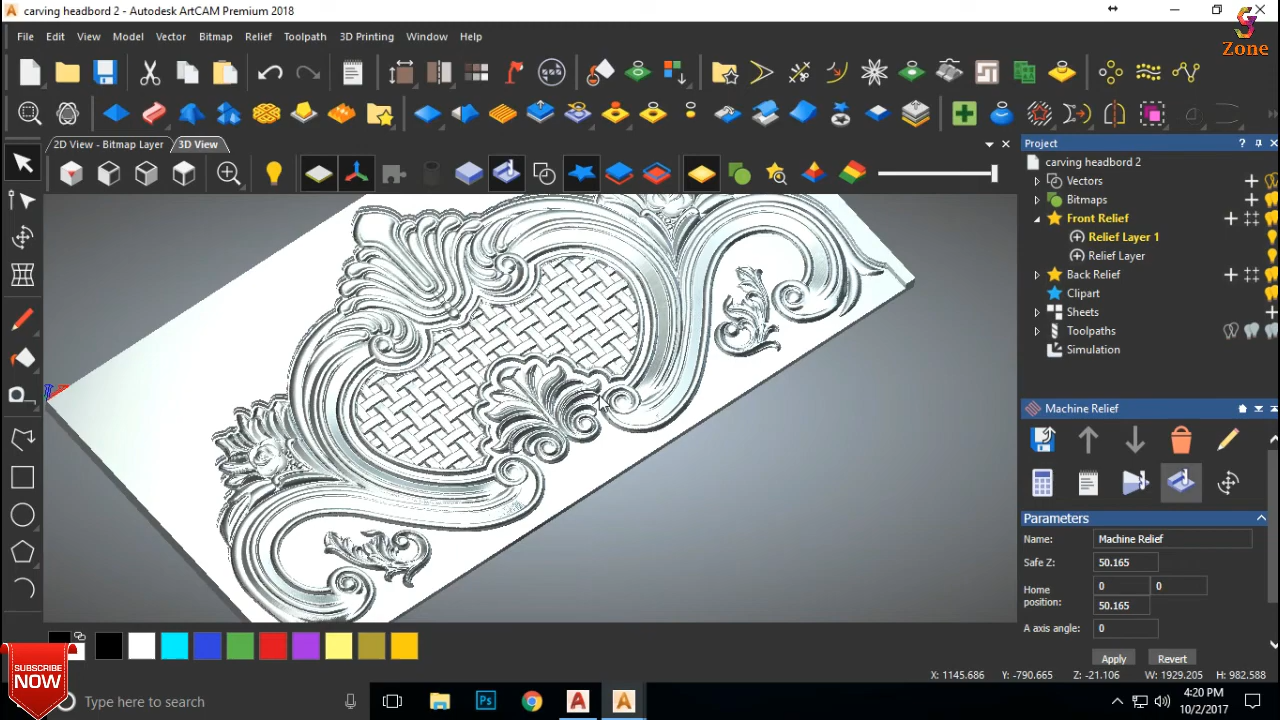 carving headbord 2 - Autodesk ArtCAM Premium 2018
Zone
File Edit View Model Vector Bitmap Relief Toolpath 3D Printing Window Help
2D View - Bitmap Layer 3D View
Project
carving headbord 2
Vectors
Bitmaps
Front Relief
Relief Layer 1
Relief Layer
Back Relief
Clipart
Sheets
Toolpaths
Simulation
Machine Relief
Parameters
Name: Machine Relief
Safe Z: 50.165
Home position: 0 0
50.165
A axis angle: 0
Apply Revert
X: 1145.686 Y: -790.665 Z: -21.106 W: 1929.205 H: 982.588
SUBSCRIBE
NOW
Type here to search
Ps
4:20 PM
10/2/2017